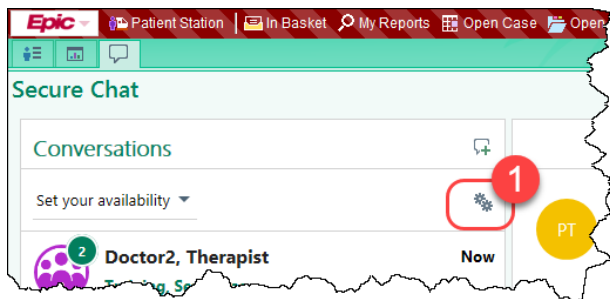 Epic Patient Station In Basket My Reports Open Case Open
Secure Chat
Conversations
1
Set your availability
PT
2
Doctor2, Therapist Now